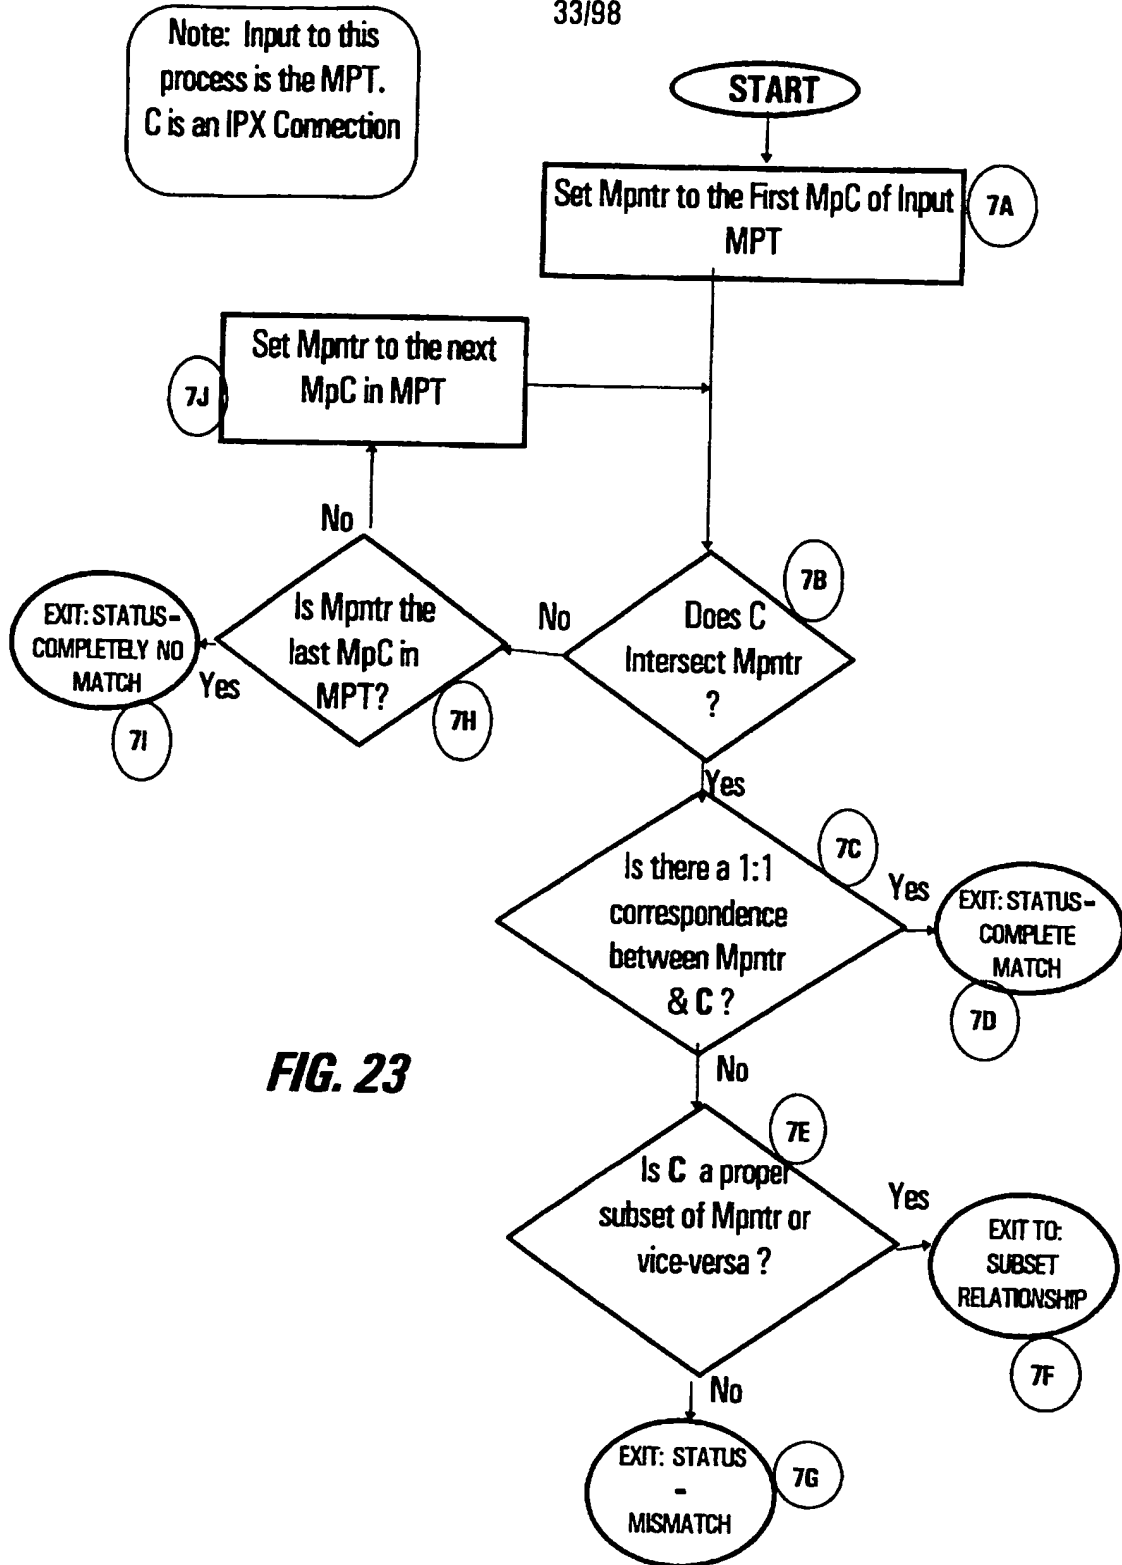 33/98
Note: Input to this
process is the MPT.
C is an IPX Connection
START
Set Mpntr to the First MpC of Input
MPT
7A
Set Mpntr to the next
MpC in MPT
7J
No
7B
Does C
Intersect Mpntr
?
No
Is Mpntr the
last MpC in
MPT?
7H
EXIT: STATUS-
COMPLETELY NO
MATCH
Yes
7I
Yes
7C
Is there a 1:1
correspondence
between Mpntr
& C ?
Yes
EXIT: STATUS-
COMPLETE
MATCH
7D
FIG. 23
No
7E
Is C a proper
subset of Mpntr or
vice-versa ?
Yes
EXIT TO:
SUBSET
RELATIONSHIP
7F
No
EXIT: STATUS
-
MISMATCH
7G